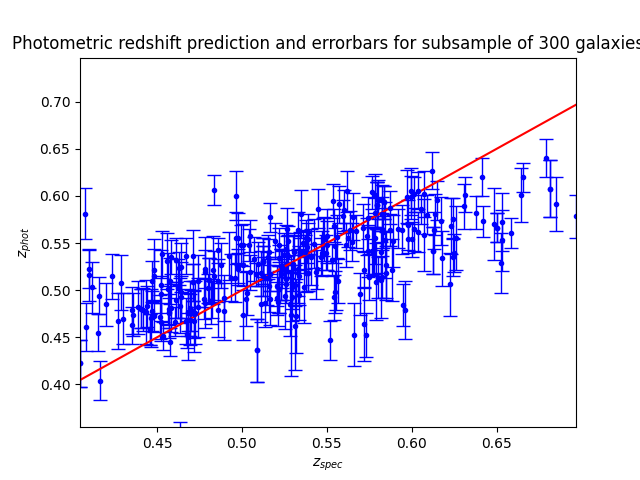 Photometric redshift prediction and errorbars for subsample of 300 galaxies
0.70
0.65
0.60
0.55
0.50
0.45
0.40
z_phot
0.45 0.50 0.55 0.60 0.65
z_spec